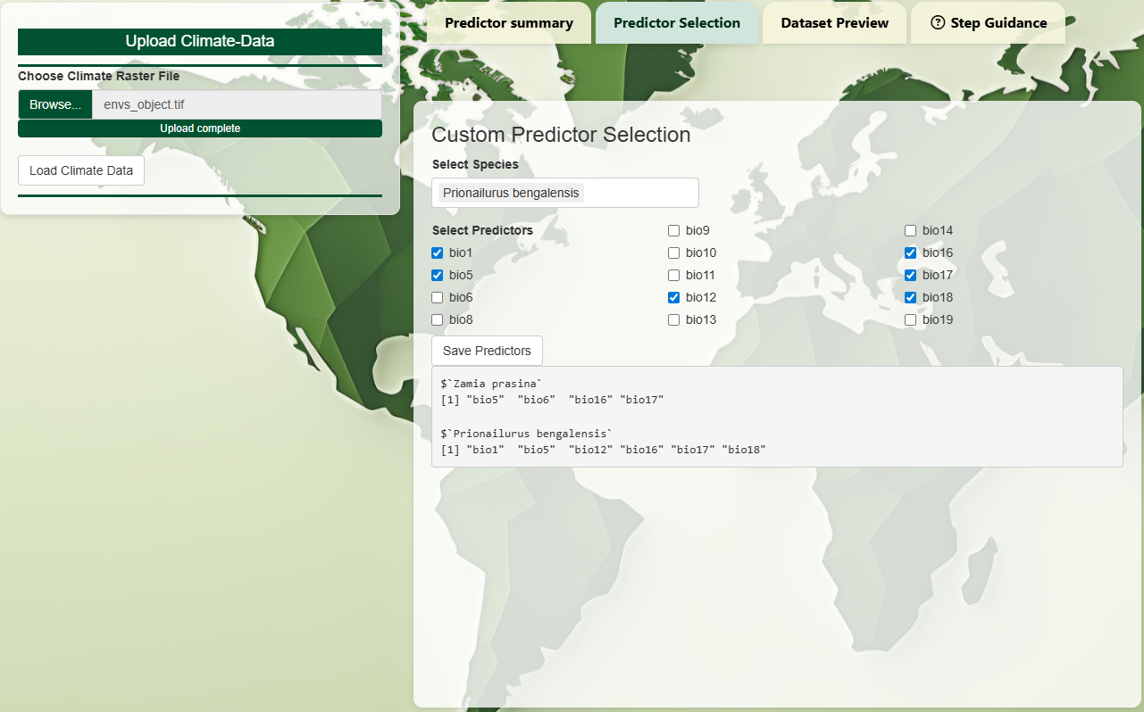 Upload Climate-Data
Choose Climate Raster File
Browse... envs_object.tif
Upload complete
Load Climate Data
Predictor summary
Predictor Selection
Dataset Preview
Step Guidance
Custom Predictor Selection
Select Species
Prionailurus bengalensis
Select Predictors
bio1
bio5
bio6
bio8
bio9
bio10
bio11
bio12
bio13
bio14
bio16
bio17
bio18
bio19
Save Predictors
$`Zamia prasina`
[1] "bio5"  "bio6"  "bio16" "bio17"
$`Prionailurus bengalensis`
[1] "bio1"  "bio5"  "bio12" "bio16" "bio17" "bio18"